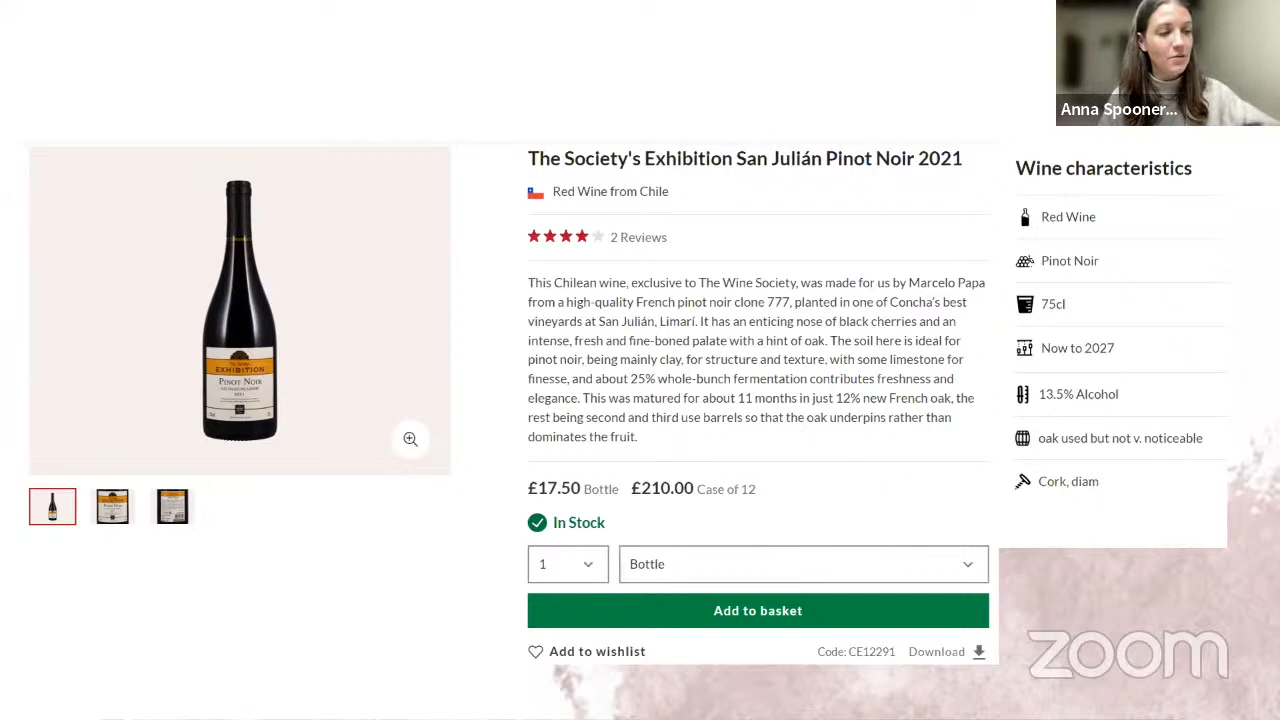 Anna Spooner...
The Society's Exhibition San Julián Pinot Noir 2021
Red Wine from Chile
2 Reviews
This Chilean wine, exclusive to The Wine Society, was made for us by Marcelo Papa
from a high-quality French pinot noir clone 777, planted in one of Concha's best
vineyards at San Julián, Limarí. It has an enticing nose of black cherries and an
intense, fresh and fine-boned palate with a hint of oak. The soil here is ideal for
pinot noir, being mainly clay, for structure and texture, with some limestone for
finesse, and about 25% whole-bunch fermentation contributes freshness and
elegance. This was matured for about 11 months in just 12% new French oak, the
rest being second and third use barrels so that the oak underpins rather than
dominates the fruit.
£17.50 Bottle £210.00 Case of 12
In Stock
1 Bottle
Add to basket
Add to wishlist Code: CE12291 Download
Wine characteristics
Red Wine
Pinot Noir
75cl
Now to 2027
13.5% Alcohol
oak used but not v. noticeable
Cork, diam
EXHIBITION
PINOT NOIR
2021
zoom